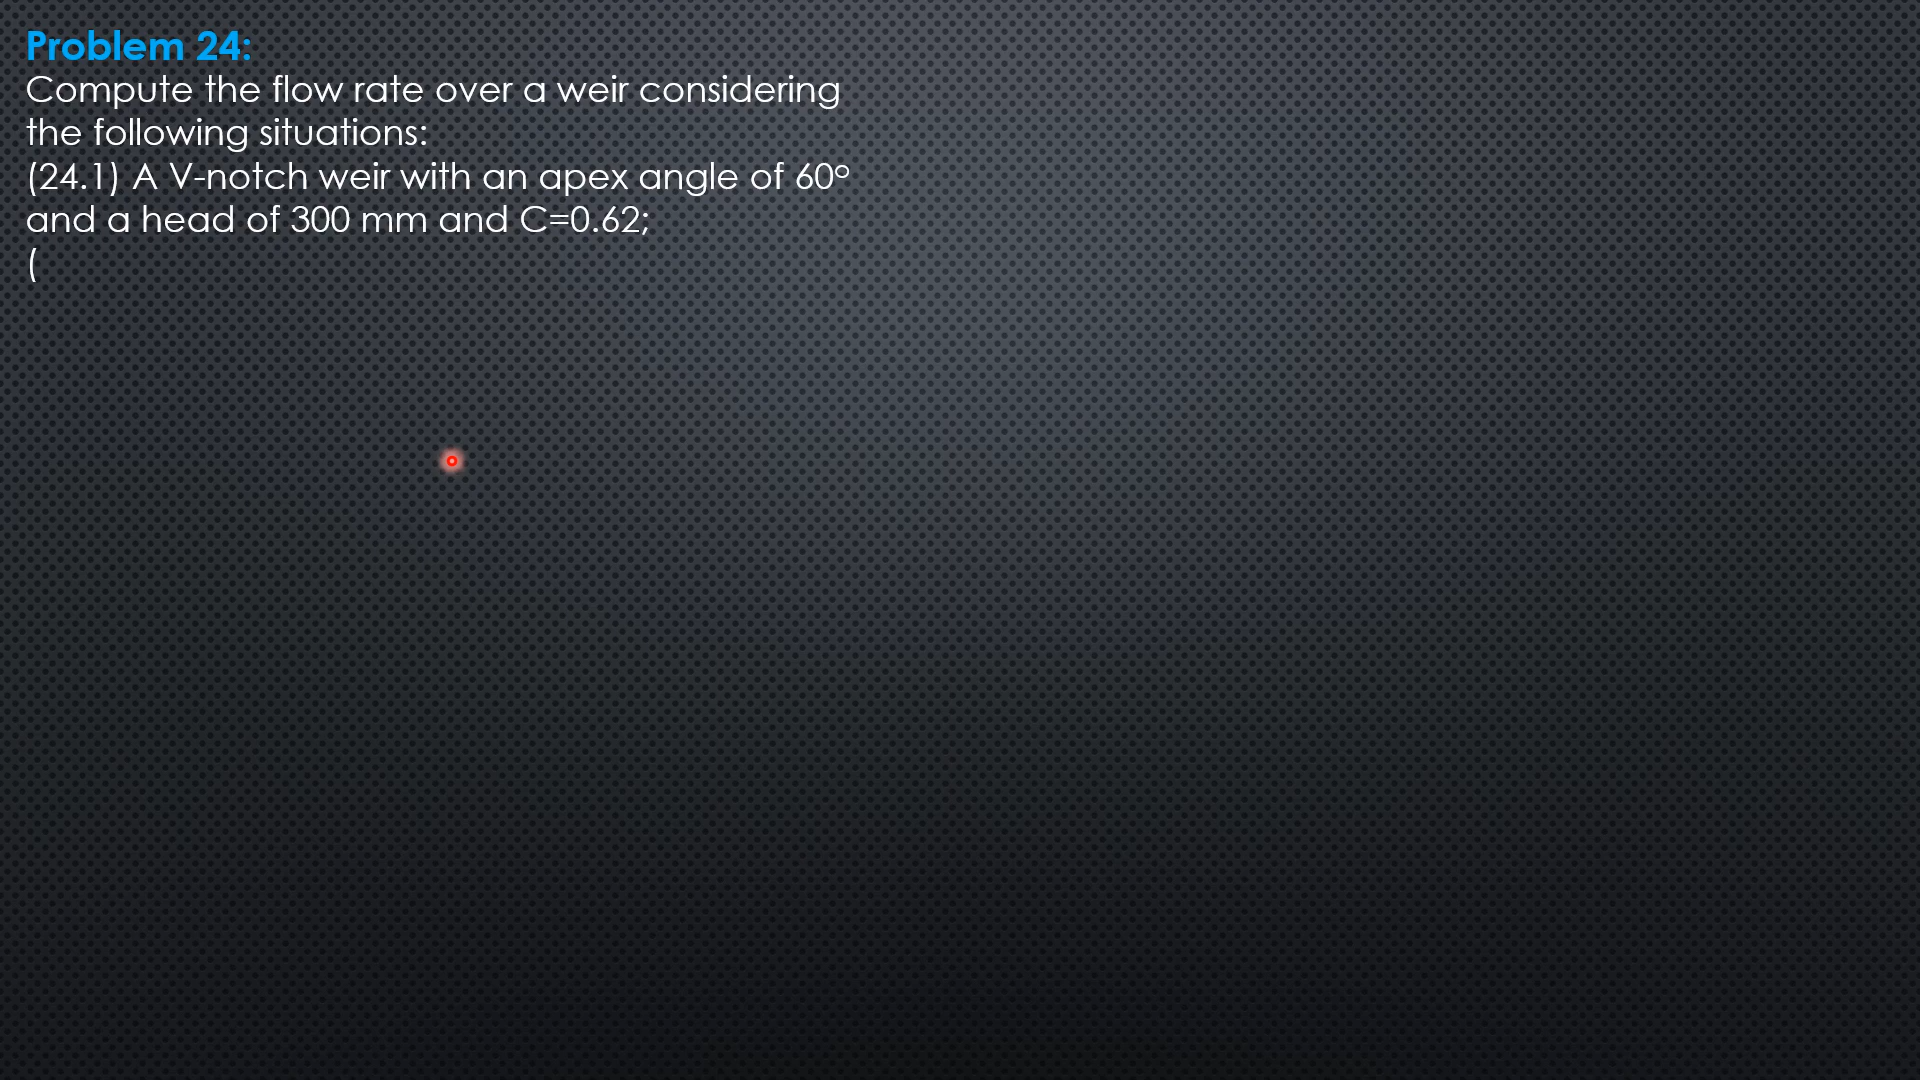 Problem 24:
Compute the flow rate over a weir considering
the following situations:
(24.1) A V-notch weir with an apex angle of 60°
and a head of 300 mm and C=0.62;
(